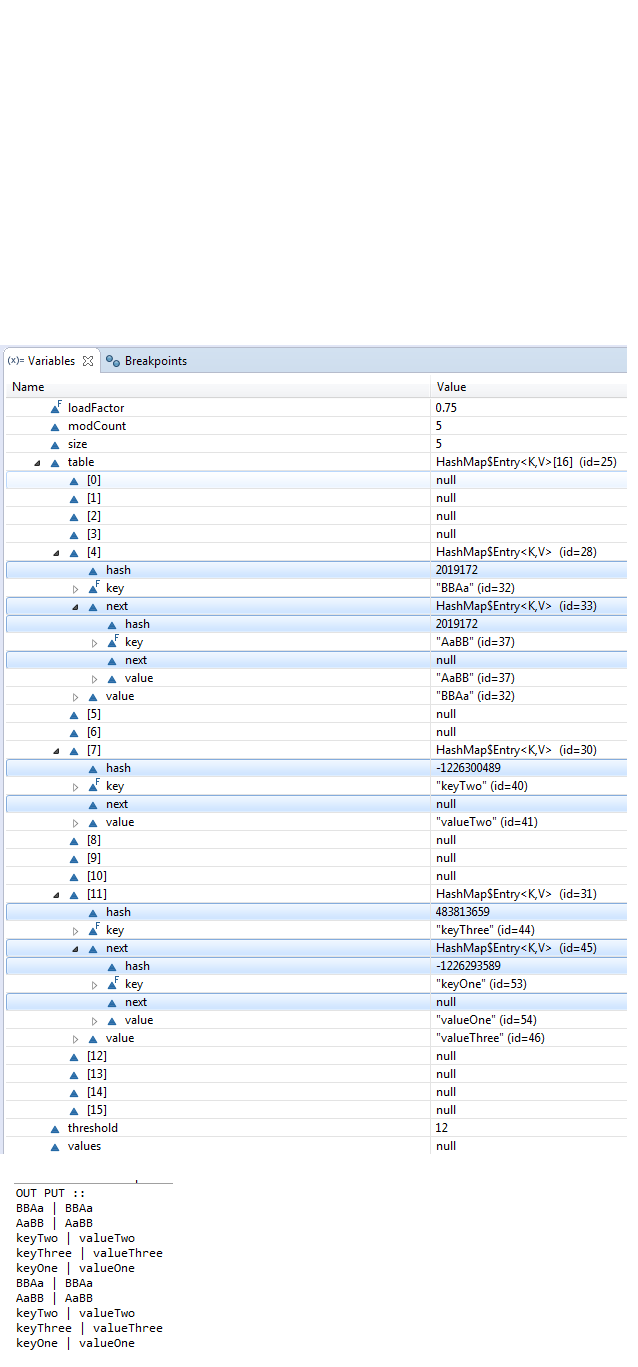 (x)= Variables Breakpoints
Name Value
F loadFactor 0.75
modCount 5
size 5
table HashMap$Entry<K,V>[16] (id=25)
[0] null
[1] null
[2] null
[3] null
[4] HashMap$Entry<K,V> (id=28)
hash 2019172
F key "BBAa" (id=32)
next HashMap$Entry<K,V> (id=33)
hash 2019172
F key "AaBB" (id=37)
next null
value "AaBB" (id=37)
value "BBAa" (id=32)
[5] null
[6] null
[7] HashMap$Entry<K,V> (id=30)
hash -1226300489
F key "keyTwo" (id=40)
next null
value "valueTwo" (id=41)
[8] null
[9] null
[10] null
[11] HashMap$Entry<K,V> (id=31)
hash 483813659
F key "keyThree" (id=44)
next HashMap$Entry<K,V> (id=45)
hash -1226293589
F key "keyOne" (id=53)
next null
value "valueOne" (id=54)
value "valueThree" (id=46)
[12] null
[13] null
[14] null
[15] null
threshold 12
values null
OUT PUT ::
BBAa | BBAa
AaBB | AaBB
keyTwo | valueTwo
keyThree | valueThree
keyOne | valueOne
BBAa | BBAa
AaBB | AaBB
keyTwo | valueTwo
keyThree | valueThree
keyOne | valueOne